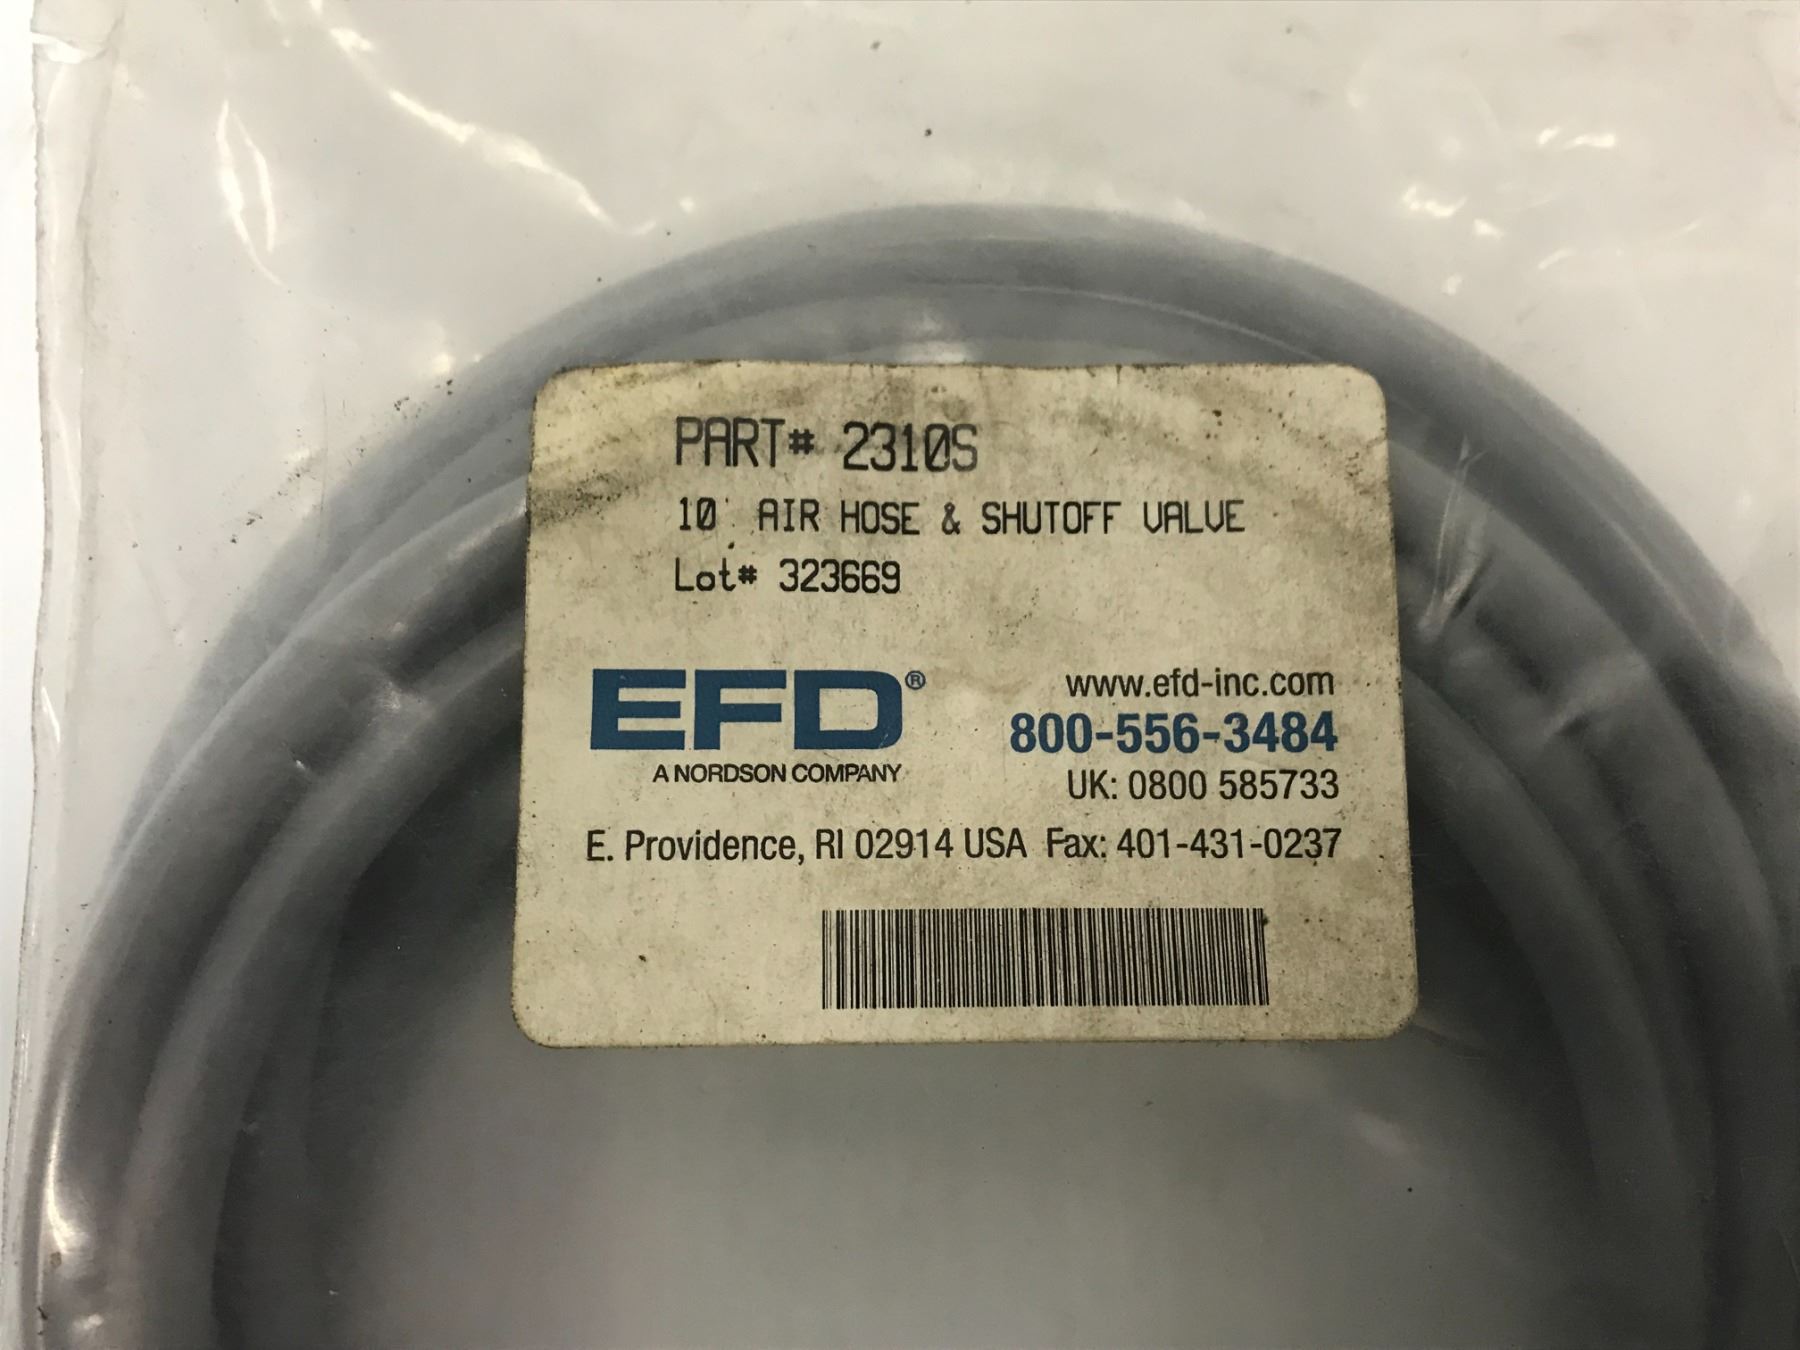 PART# 2310S
10' AIR HOSE & SHUTOFF VALVE
Lot# 323669
EFD®
A NORDSON COMPANY
www.efd-inc.com
800-556-3484
UK: 0800 585733
E. Providence, RI 02914 USA Fax: 401-431-0237